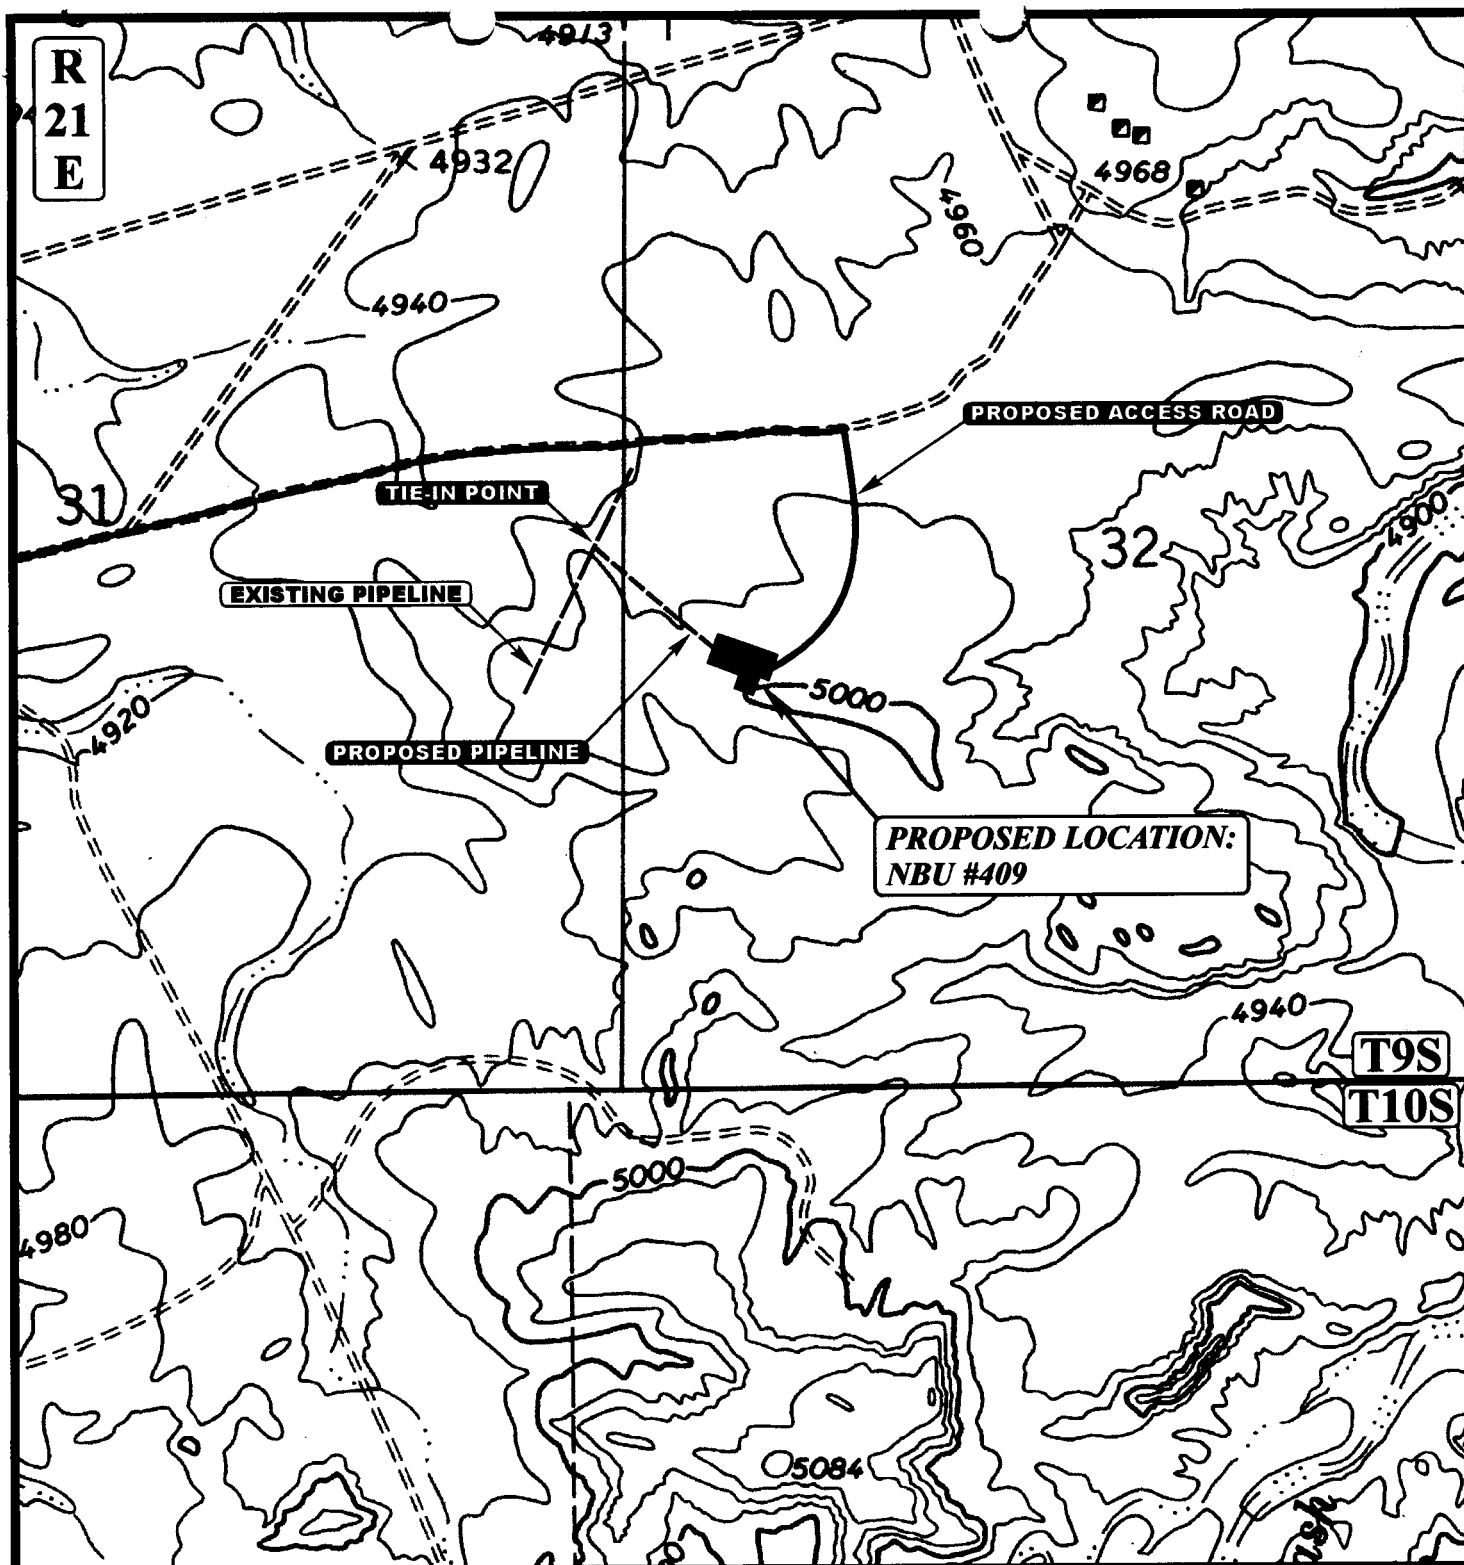 4913
R
21
E
4932
4968
4960
4940
PROPOSED ACCESS ROAD
TIE-IN POINT
31
32
4900
EXISTING PIPELINE
5000
4920
PROPOSED PIPELINE
PROPOSED LOCATION:
NBU #409
4940
T9S
T10S
5000
4980
5084